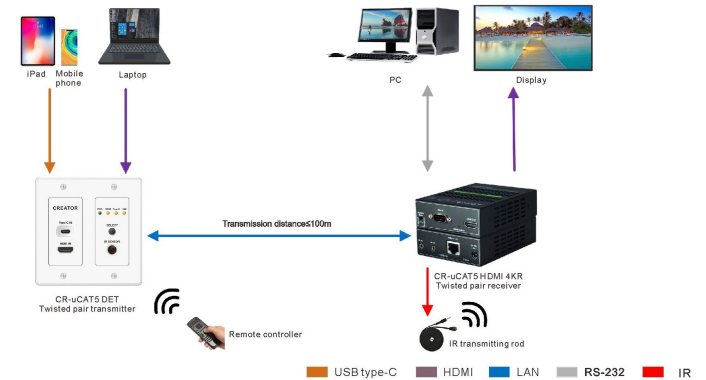 iPad
Mobile
phone
Laptop
PC
Display
CREATOR
Type-C IN
HDMI IN
SELECT
IR SENSOR
Transmission distance≤100m
CR-uCAT5 DET
Twisted pair transmitter
CR-uCAT5 HDMI 4KR
Twisted pair receiver
Remote controller
IR transmitting rod
USB type-C
HDMI
LAN
RS-232
IR